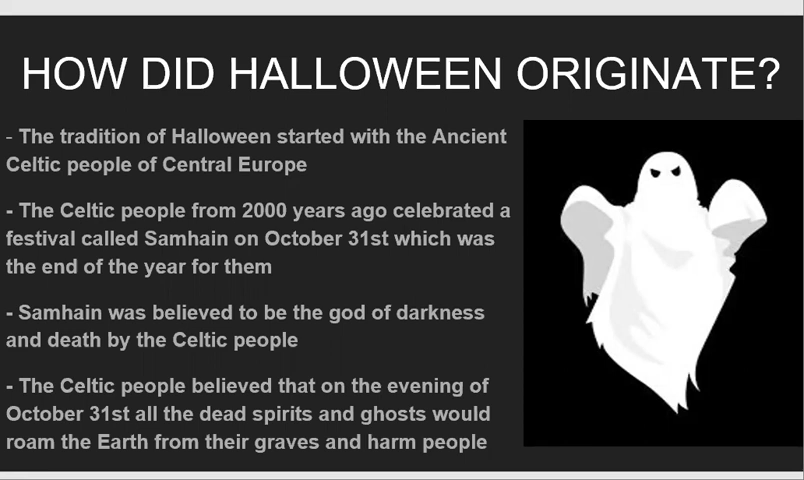 HOW DID HALLOWEEN ORIGINATE?
- The tradition of Halloween started with the Ancient
Celtic people of Central Europe
- The Celtic people from 2000 years ago celebrated a
festival called Samhain on October 31st which was
the end of the year for them
- Samhain was believed to be the god of darkness
and death by the Celtic people
- The Celtic people believed that on the evening of
October 31st all the dead spirits and ghosts would
roam the Earth from their graves and harm people